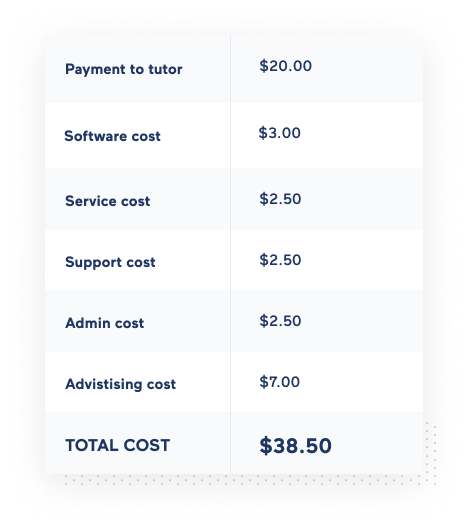 Payment to tutor $20.00
Software cost $3.00
Service cost $2.50
Support cost $2.50
Admin cost $2.50
Advistising cost $7.00
TOTAL COST $38.50